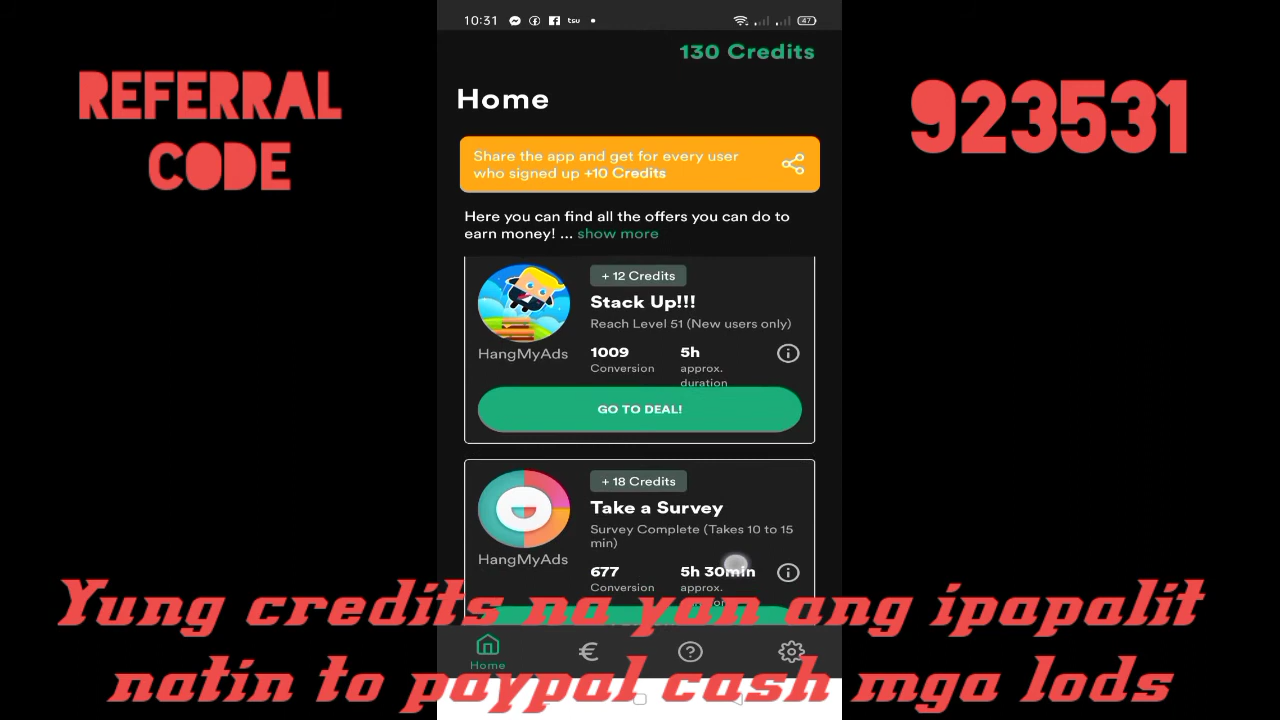 10:31
tsu
47
130 Credits
REFERRAL
CODE
923531
Home
Share the app and get for every user
who signed up +10 Credits
Here you can find all the offers you can do to
earn money! ... show more
+ 12 Credits
Stack Up!!!
Reach Level 51 (New users only)
HangMyAds
1009
Conversion
5h
approx.
duration
GO TO DEAL!
+ 18 Credits
Take a Survey
Survey Complete (Takes 10 to 15
min)
HangMyAds
677
Conversion
5h 30min
approx.
Yung credits na yan ang ipapalit
natin to paypal cash mga lods
Home